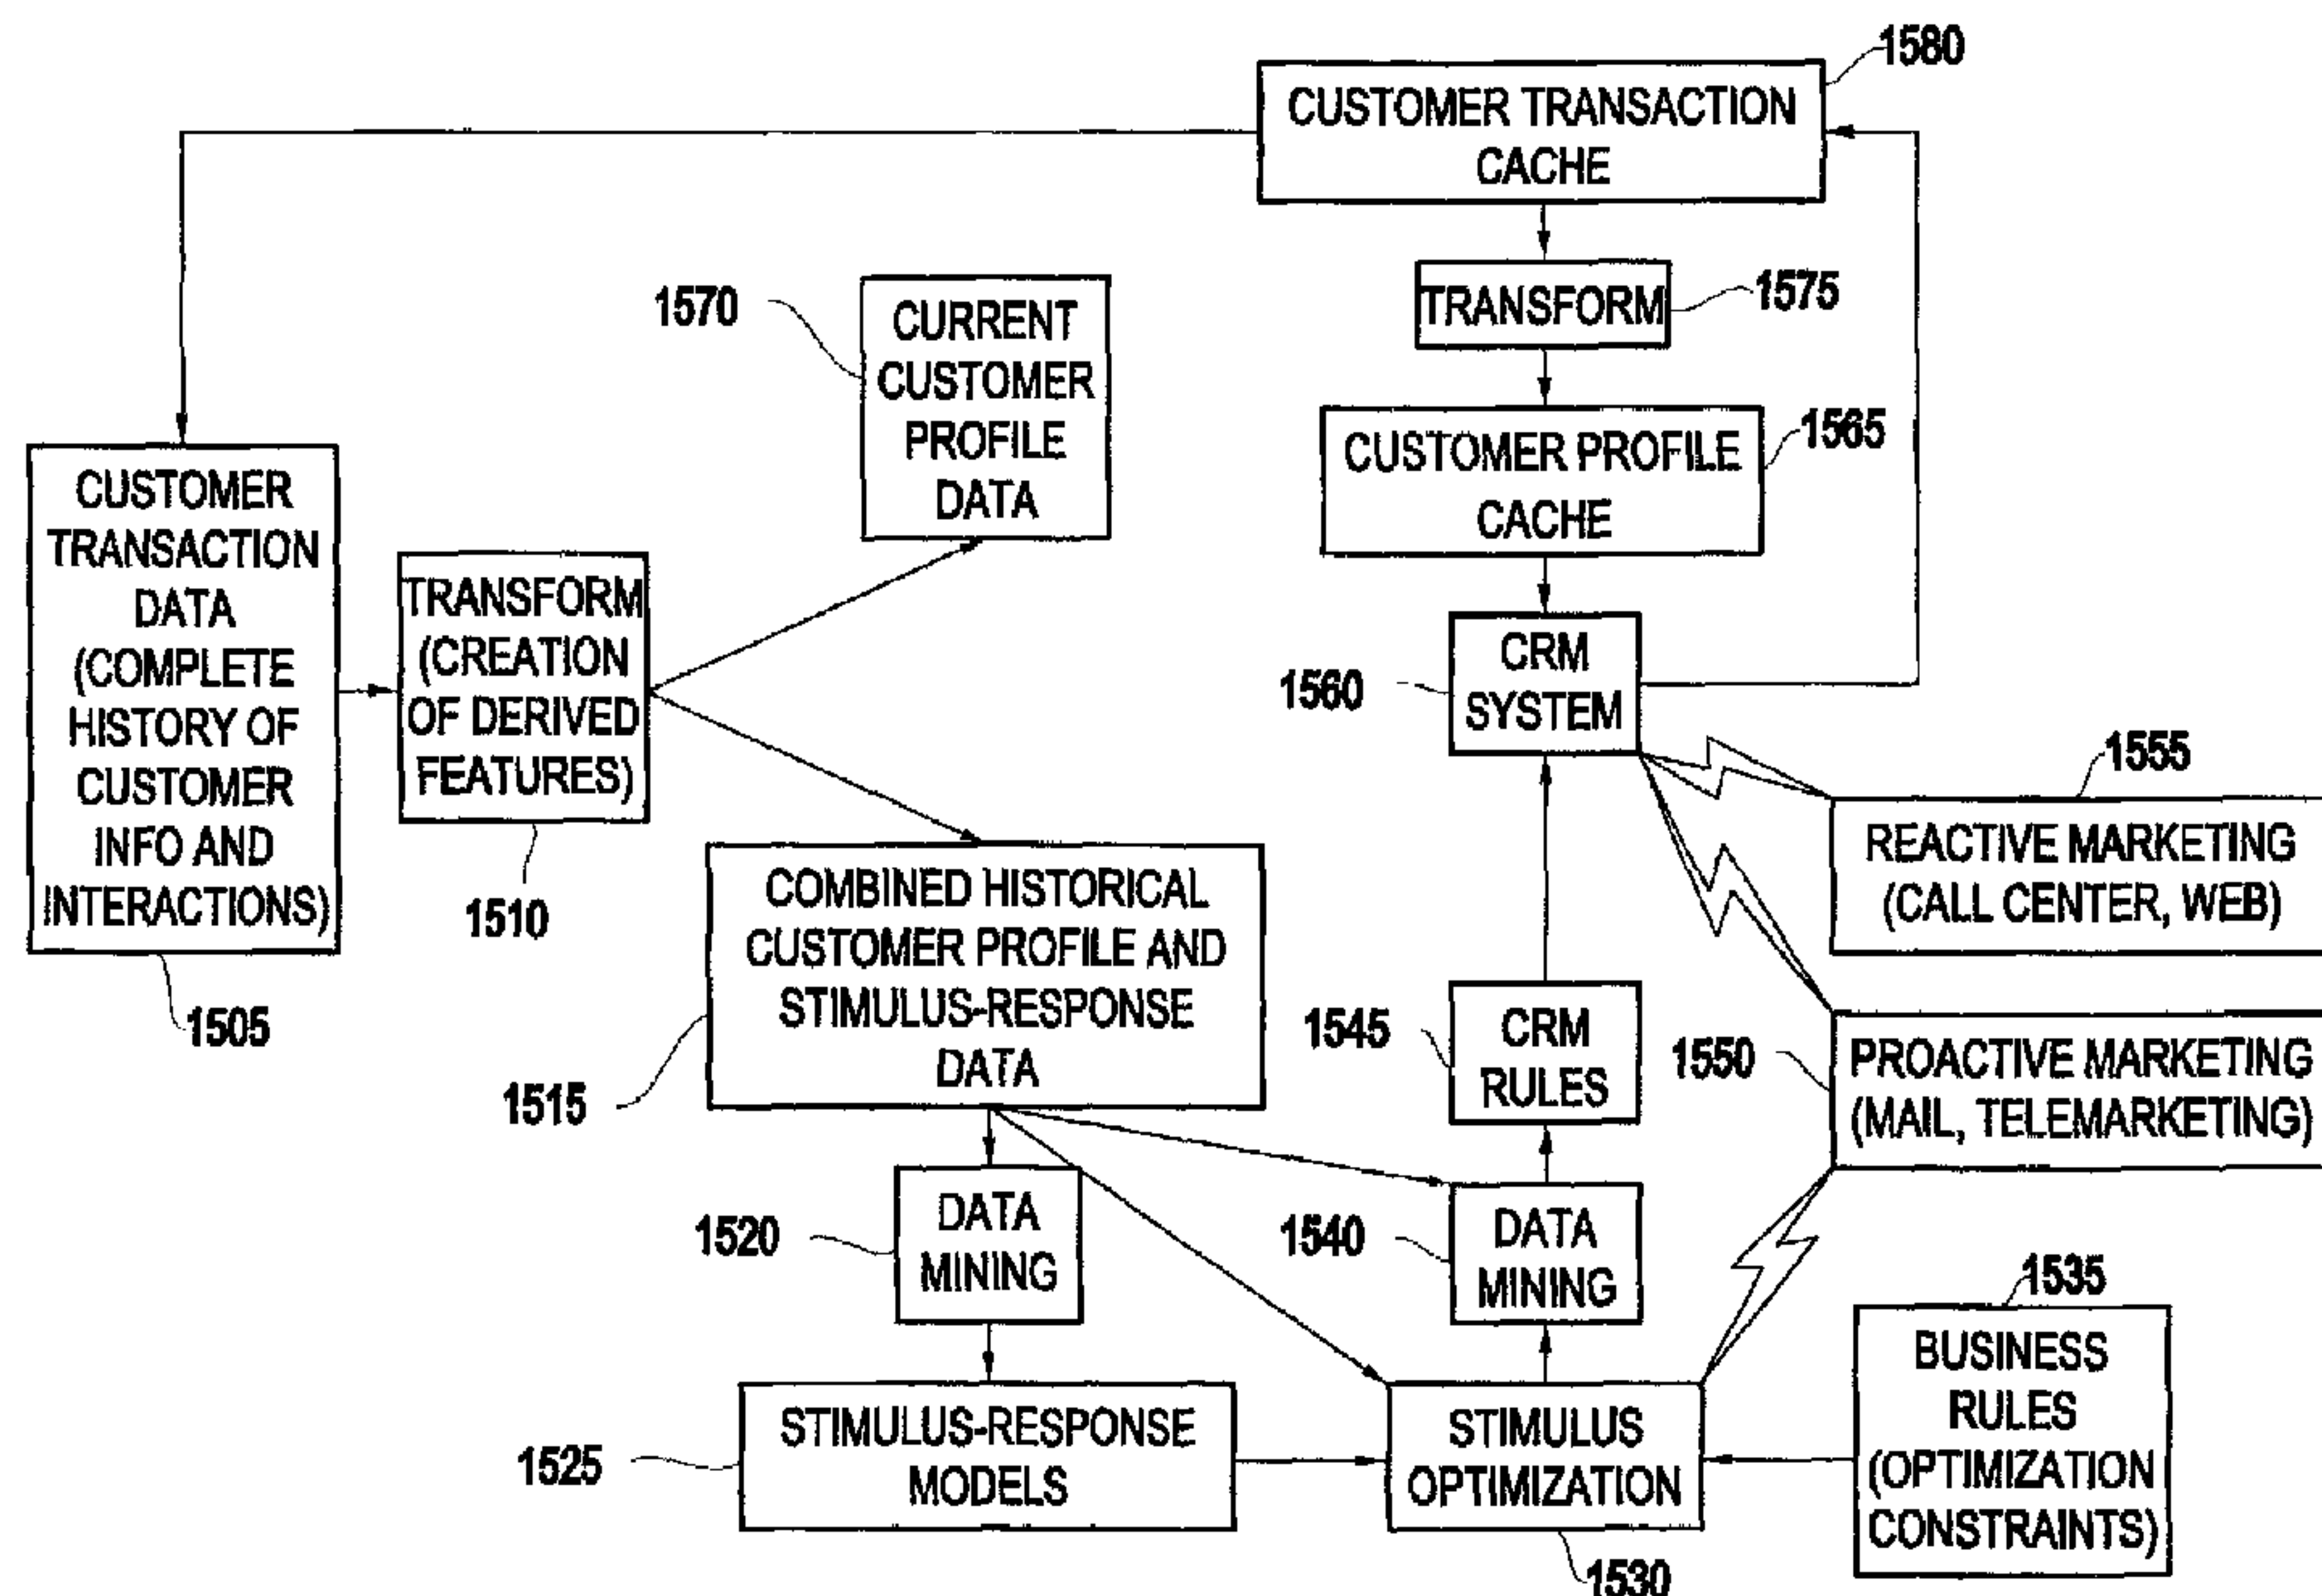 1580
CUSTOMER TRANSACTION
CACHE
TRANSFORM
1575
1570
CURRENT
CUSTOMER
PROFILE
DATA
CUSTOMER PROFILE
CACHE
1565
CUSTOMER
TRANSACTION
DATA
(COMPLETE
HISTORY OF
CUSTOMER
INFO AND
INTERACTIONS)
1505
TRANSFORM
(CREATION
OF DERIVED
FEATURES)
1510
1560
CRM
SYSTEM
1555
REACTIVE MARKETING
(CALL CENTER, WEB)
COMBINED HISTORICAL
CUSTOMER PROFILE AND
STIMULUS-RESPONSE
DATA
1515
1545
CRM
RULES
1550
PROACTIVE MARKETING
(MAIL, TELEMARKETING)
1520
DATA
MINING
1540
DATA
MINING
1535
BUSINESS
RULES
(OPTIMIZATION
CONSTRAINTS)
1525
STIMULUS-RESPONSE
MODELS
STIMULUS
OPTIMIZATION
1530